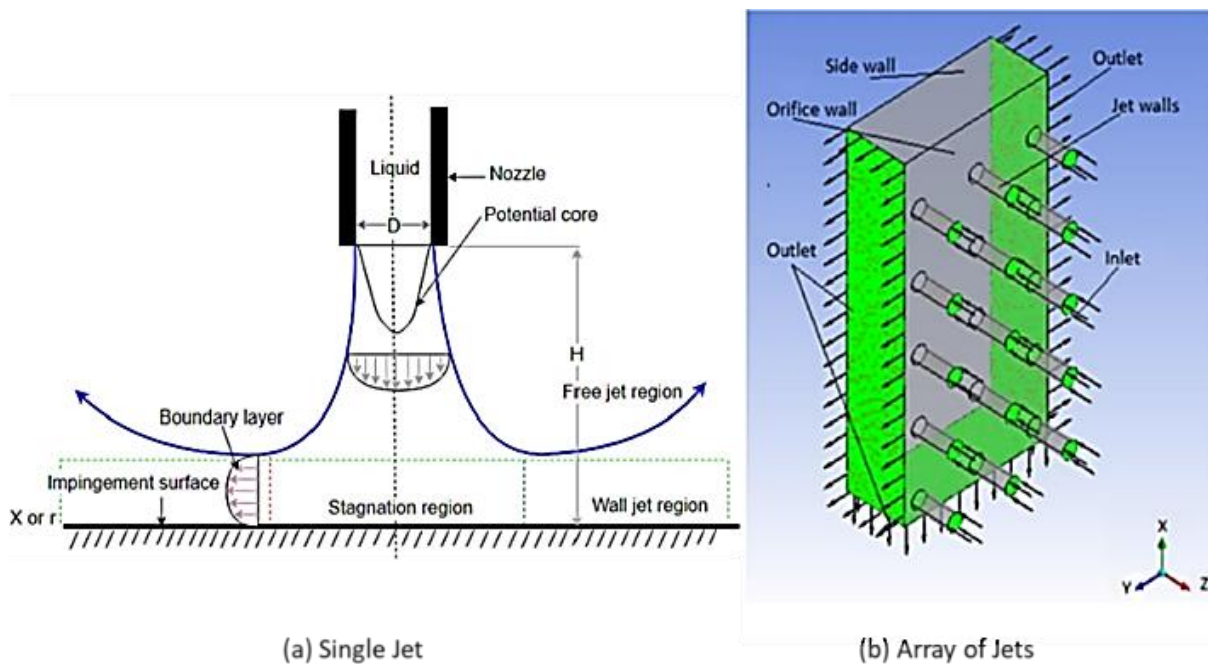 Liquid
Nozzle
D
Potential core
H
Free jet region
Boundary layer
Impingement surface
X or r
Stagnation region
Wall jet region
(a) Single Jet
Side wall
Outlet
Orifice wall
Jet walls
Outlet
Inlet
X
Y
Z
(b) Array of Jets